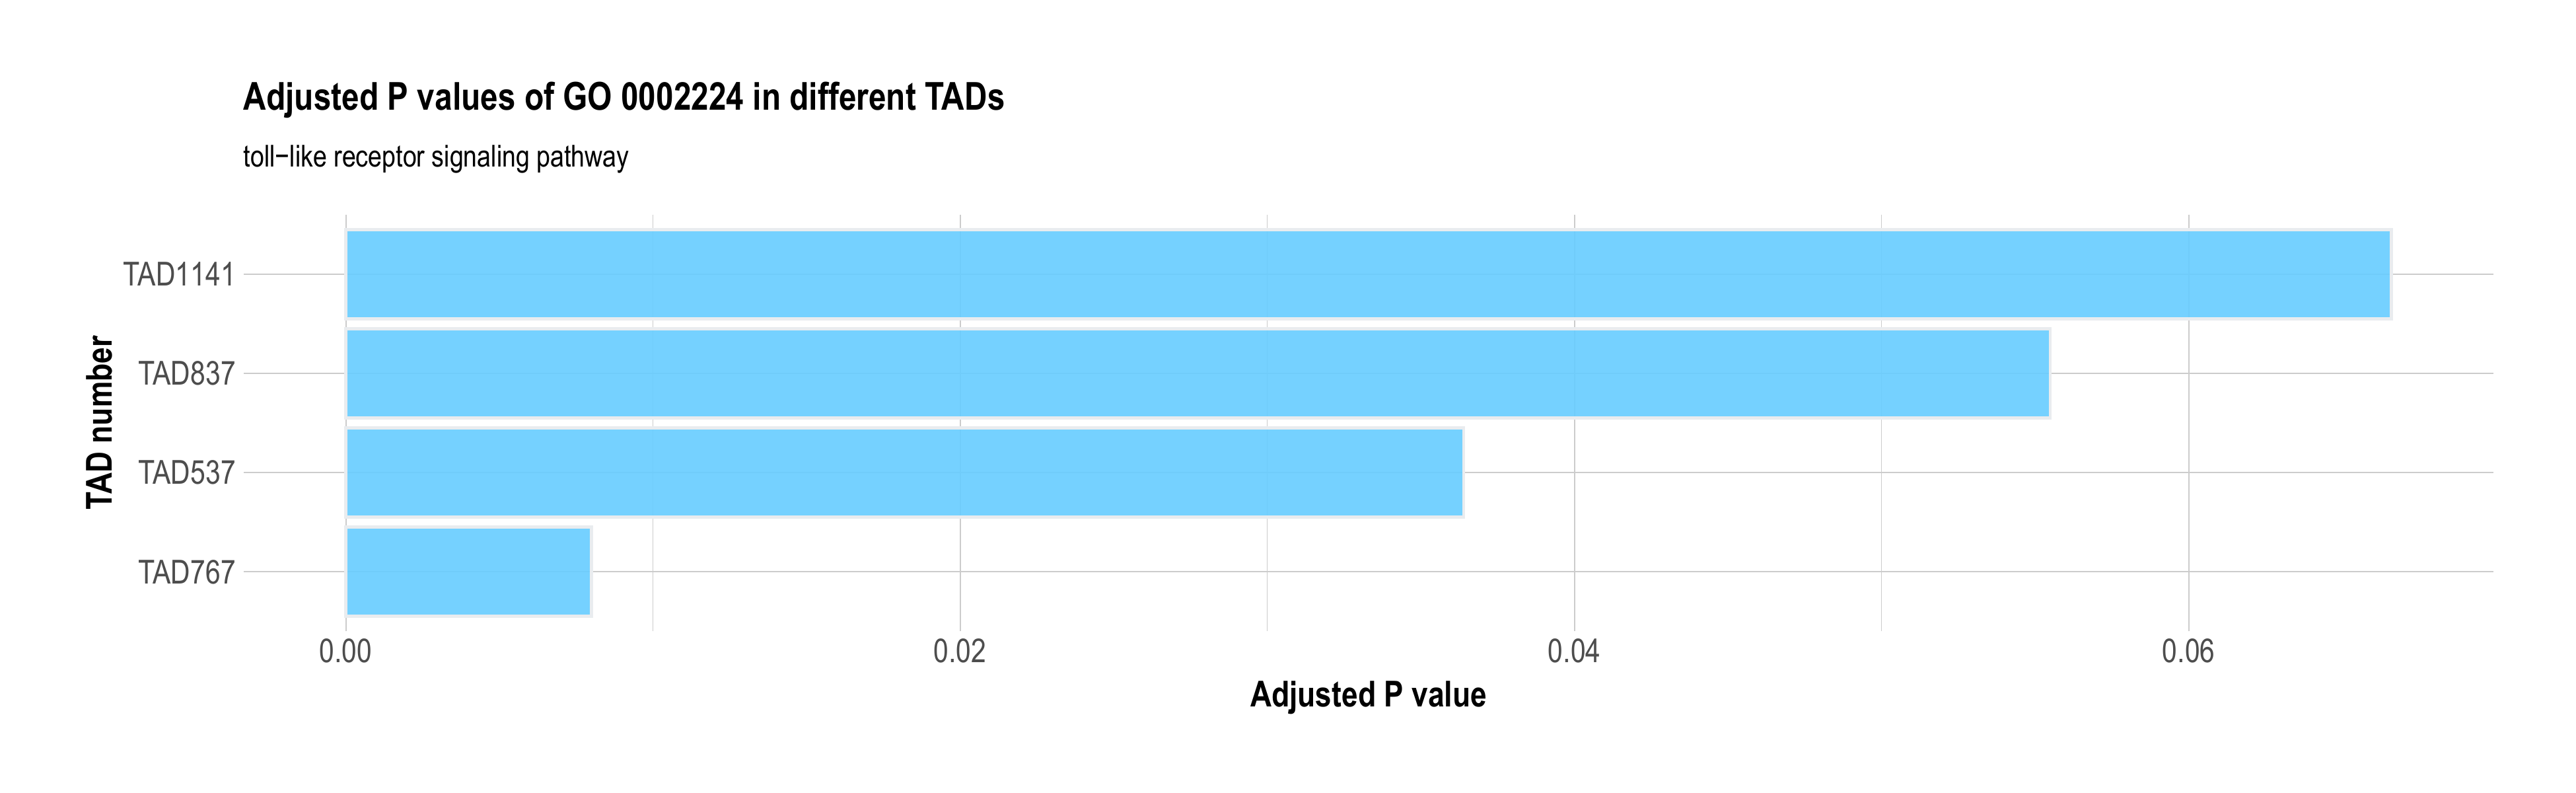 Adjusted P values of GO 0002224 in different TADs
toll−like receptor signaling pathway
TAD number
TAD1141
TAD837
TAD537
TAD767
0.00 0.02 0.04 0.06
Adjusted P value